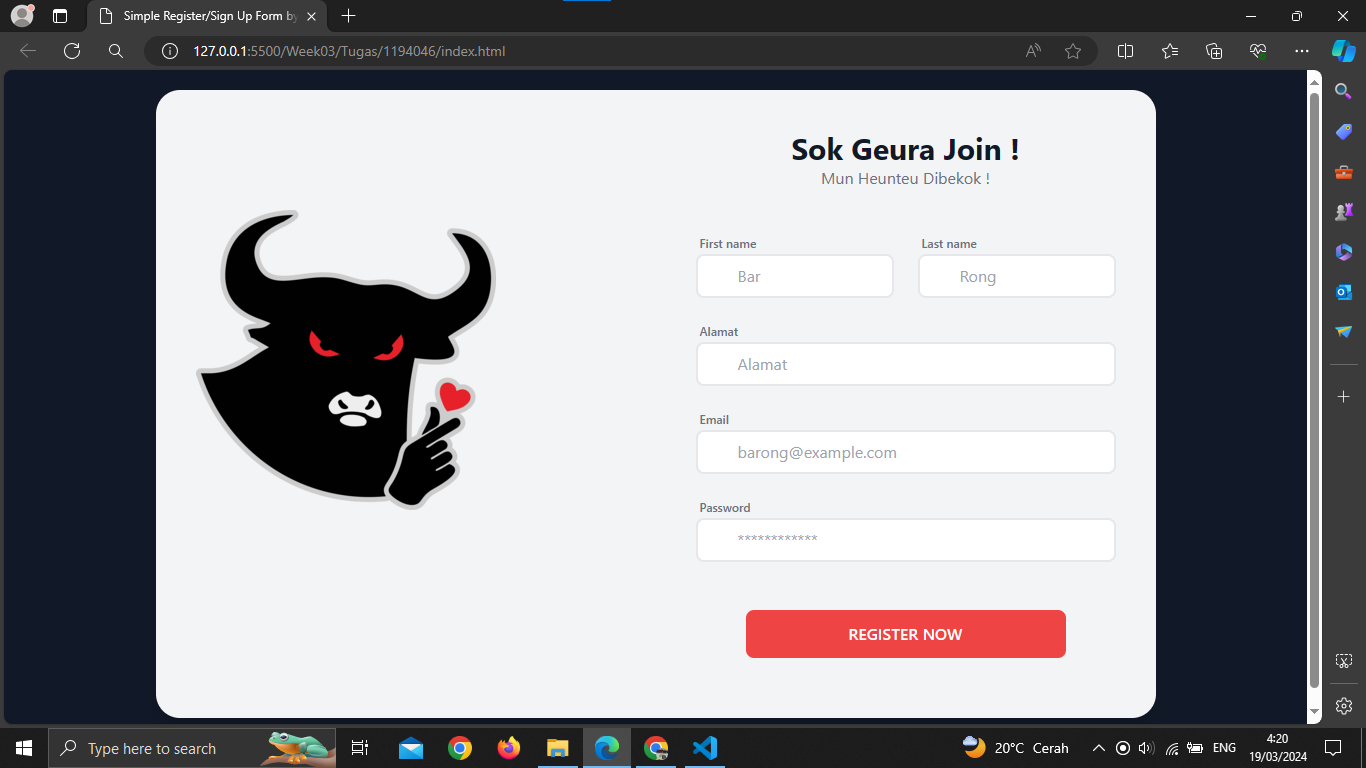 Simple Register/Sign Up Form by
127.0.0.1:5500/Week03/Tugas/1194046/index.html
Sok Geura Join !
Mun Heunteu Dibekok !
First name
Last name
Bar
Rong
Alamat
Alamat
Email
barong@example.com
Password
************
REGISTER NOW
Type here to search
20°C Cerah
ENG
4:20
19/03/2024